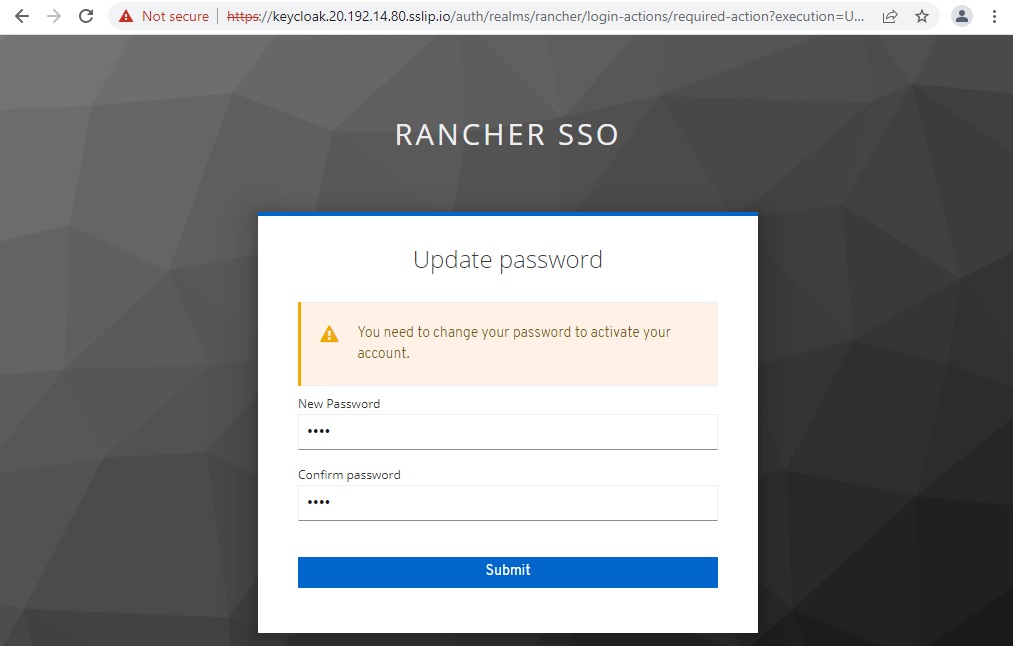 Not secure | https://keycloak.20.192.14.80.sslip.io/auth/realms/rancher/login-actions/required-action?execution=U...
RANCHER SSO
Update password
You need to change your password to activate your
account.
New Password
••••
Confirm password
••••
Submit